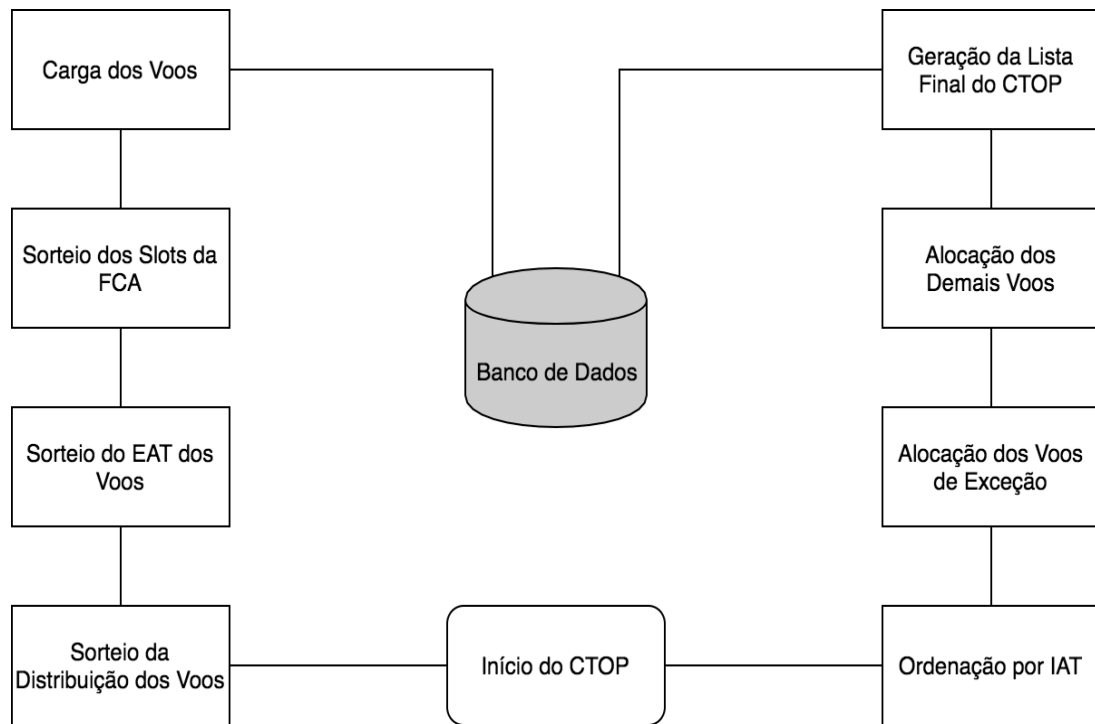 Carga dos Voos
Geração da Lista
Final do CTOP
Sorteio dos Slots da
FCA
Alocação dos
Demais Voos
Banco de Dados
Sorteio do EAT dos
Voos
Alocação dos Voos
de Exceção
Sorteio da
Distribuição dos Voos
Início do CTOP
Ordenação por IAT